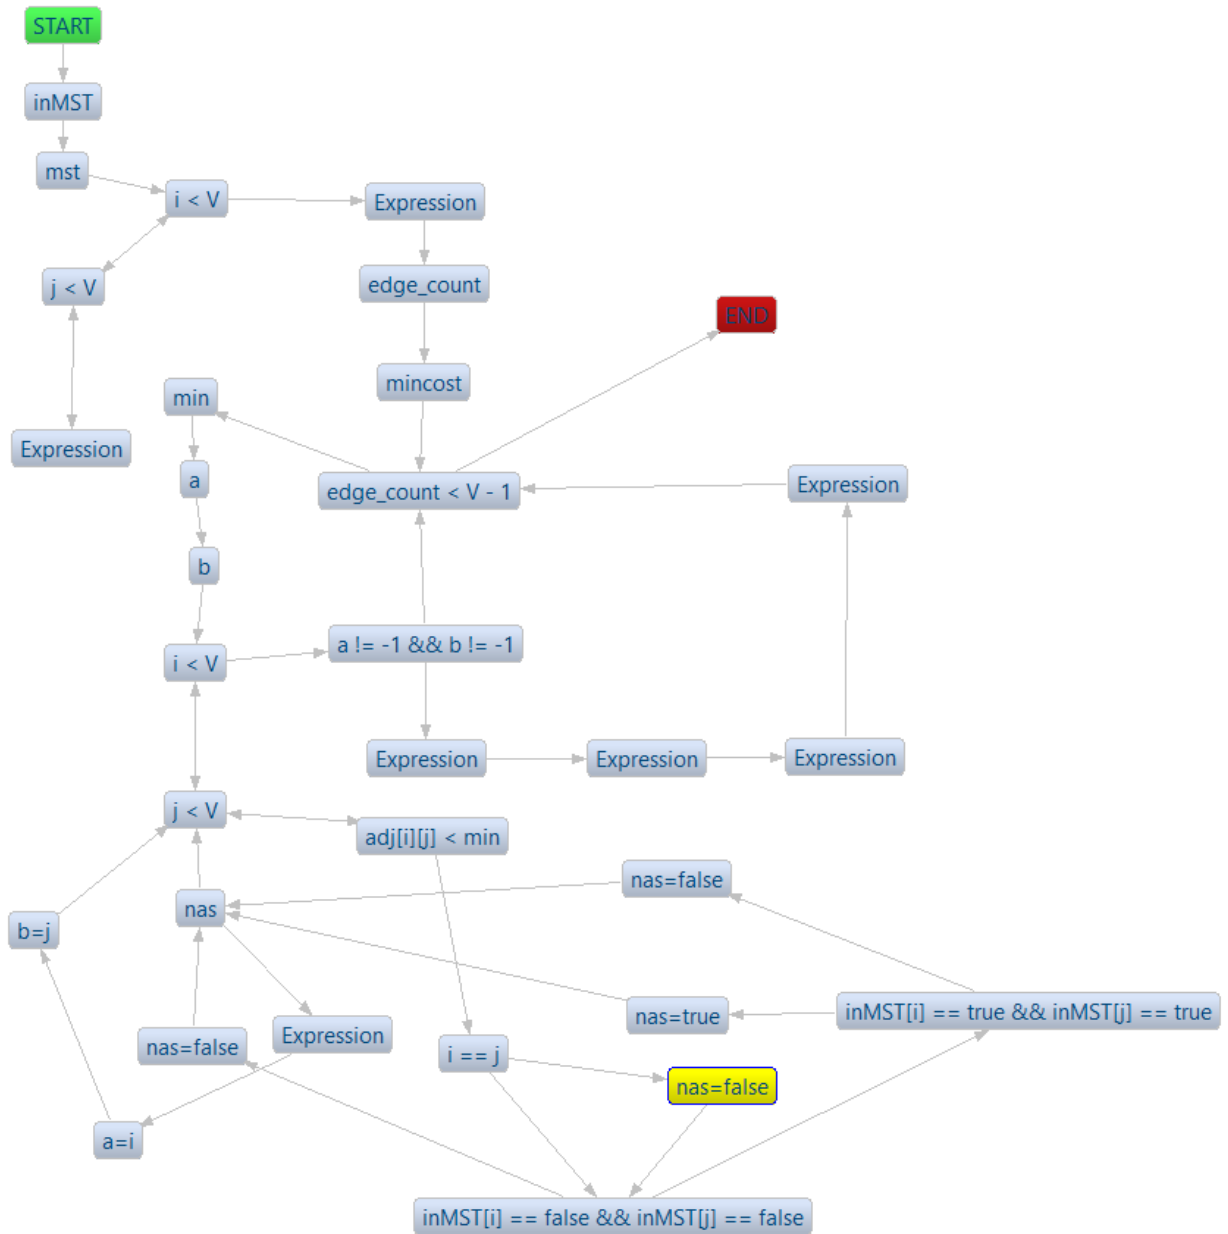 START
inMST
mst
i < V
Expression
j < V
edge_count
END
mincost
min
Expression
a
edge_count < V - 1
Expression
b
a != -1 && b != -1
i < V
Expression
Expression
Expression
j < V
adj[i][j] < min
nas=false
nas
b=j
inMST[i] == true && inMST[j] == true
nas=true
Expression
nas=false
i == j
nas=false
a=i
inMST[i] == false && inMST[j] == false